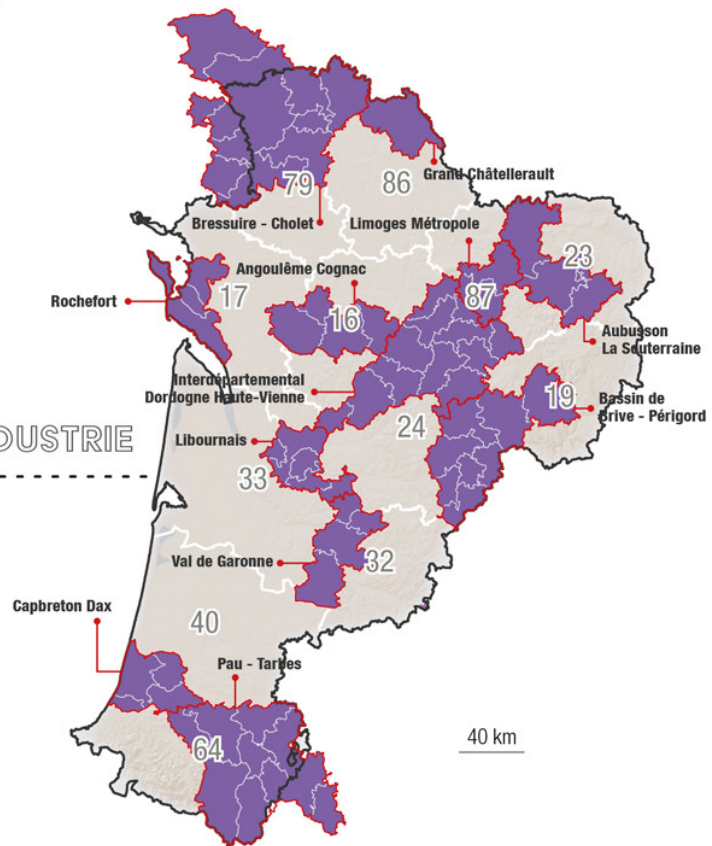 79
86
Grand Châtellerault
Bressuire - Cholet
Limoges Métropole
23
Angoulême Cognac
17
87
Rochefort
16
Aubusson
La Souterraine
Interdépartemental
Dordogne Haute-Vienne
19
Bassin de
Brive - Périgord
24
DUSTRIE
Libournais
33
Val de Garonne
32
Capbreton Dax
40
Pau - Tarbes
64
40 km